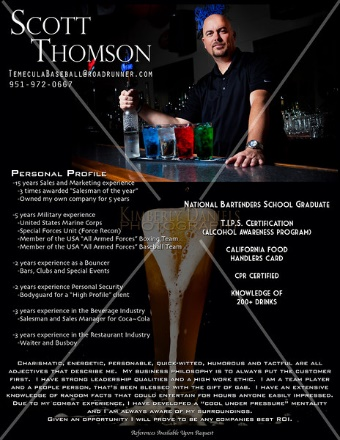 Scott
Thomson
TemeculaBaseball@roadrunner.com
951-972-0667
Personal Profile
-15 years Sales and Marketing experience
-3 times awarded "Salesman of the year"
-Owned my own company for 5 years
-5 years Military experience
-United States Marine Corps
-Special Forces Unit (Force Recon)
-Member of the USA "All Armed Forces" Boxing Team
-Member of the USA "All Armed Forces" Baseball Team
-2 years experience as a Bouncer
-Bars, Clubs and Special Events
-2 years experience Personal Security
-Bodyguard for a "High Profile" client
-3 years experience in the Beverage Industry
-Salesman and Sales Manager for Coca~Cola
-3 years experience in the Restaurant Industry
-Waiter and Busboy
National Bartenders School Graduate
T.I.P.S. Certification
(alcohol awareness program)
California Food
Handlers Card
CPR Certified
Knowledge of
200+ drinks
Photography
Charismatic, energetic, personable, quick-witted, humorous and tactful are all
adjectives that describe me. My business philosophy is to always put the customer
first. I have strong leadership qualities and a high work ethic. I am a team player
and a people person, that's been blessed with the gift of gab. I have an extensive
knowledge of random facts that could entertain for hours anyone easily impressed.
Due to my combat experience, I have developed a "cool under pressure" mentality
and I am always aware of my surroundings.
Given an opportunity I will prove to be any companies best ROI.
References Available Upon Request